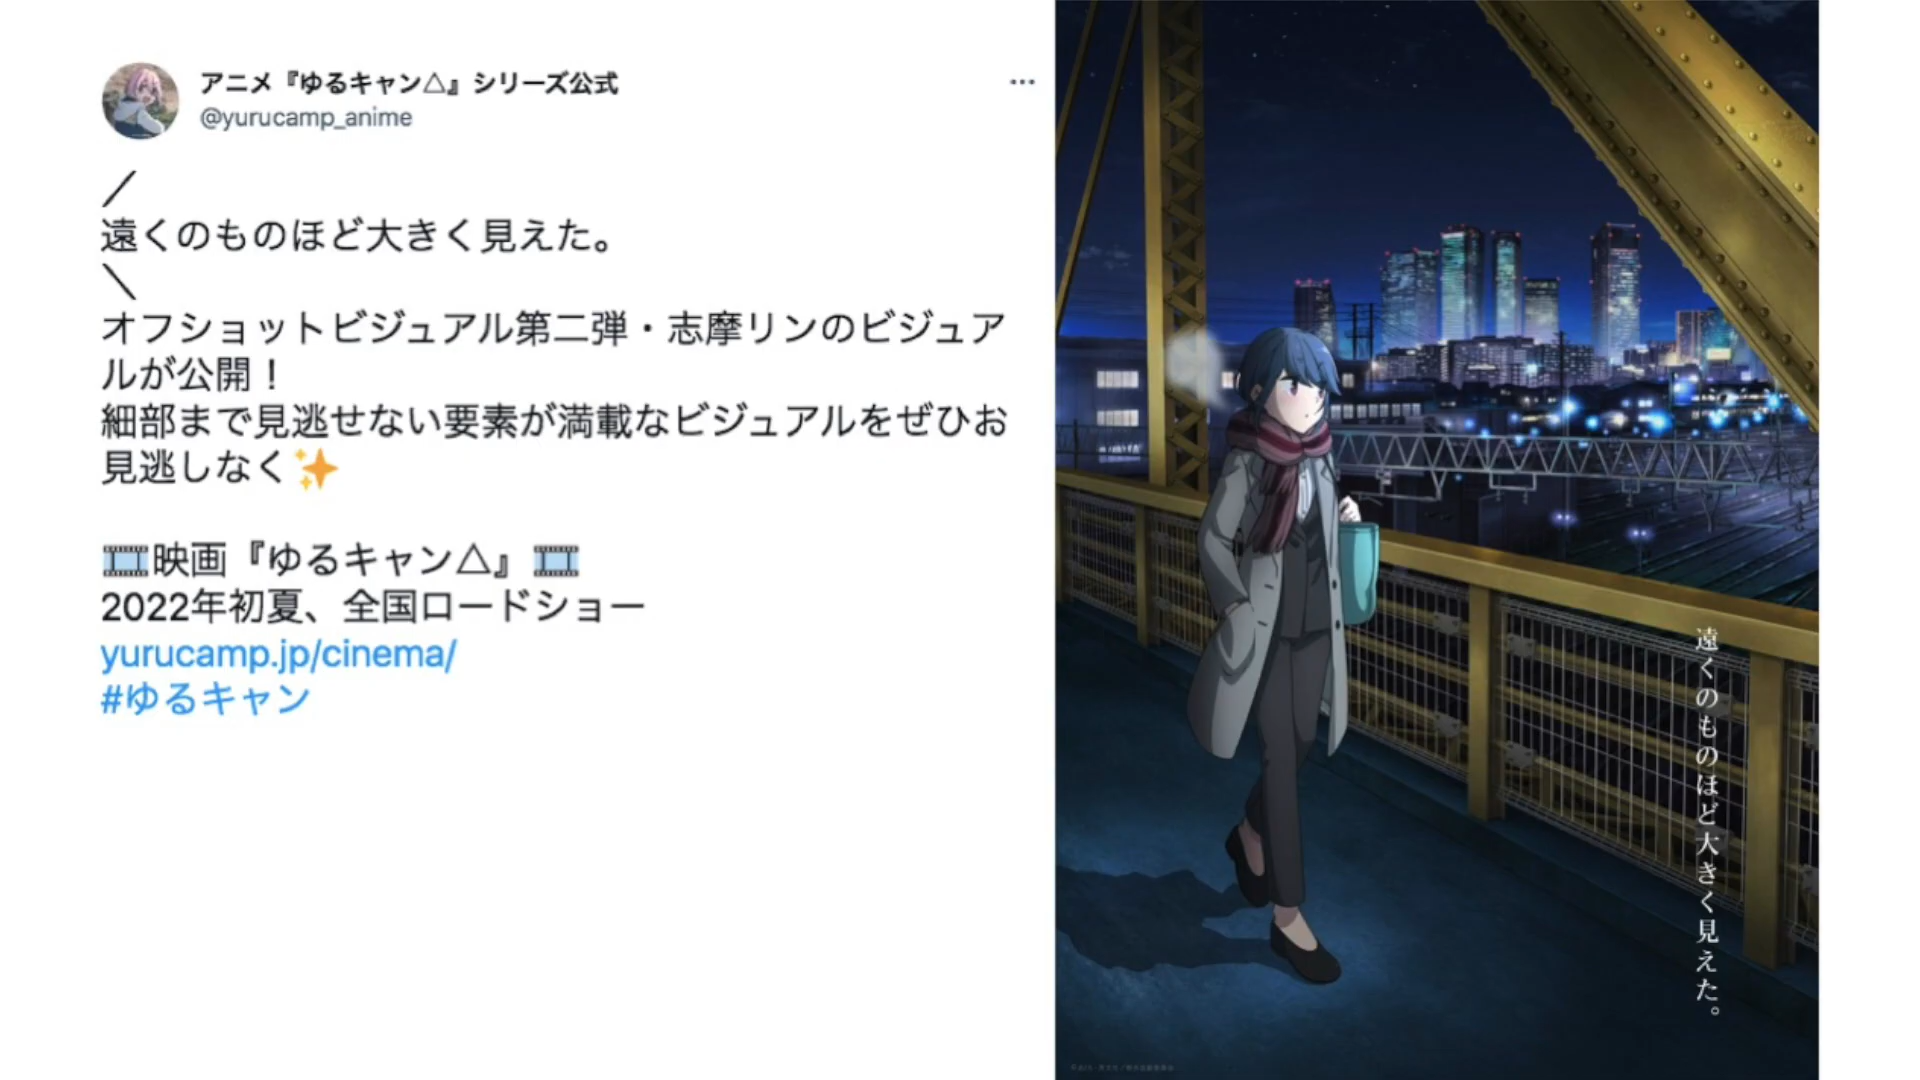 アニメ『ゆるキャン△』シリーズ公式
@yurucamp_anime
／
遠くのものほど大きく見えた。
＼
オフショットビジュアル第二弾・志摩リンのビジュア
ルが公開！
細部まで見逃せない要素が満載なビジュアルをぜひお
見逃しなく✨
🎞映画『ゆるキャン△』🎞
2022年初夏、全国ロードショー
yurucamp.jp/cinema/
#ゆるキャン
遠くのものほど大きく見えた。